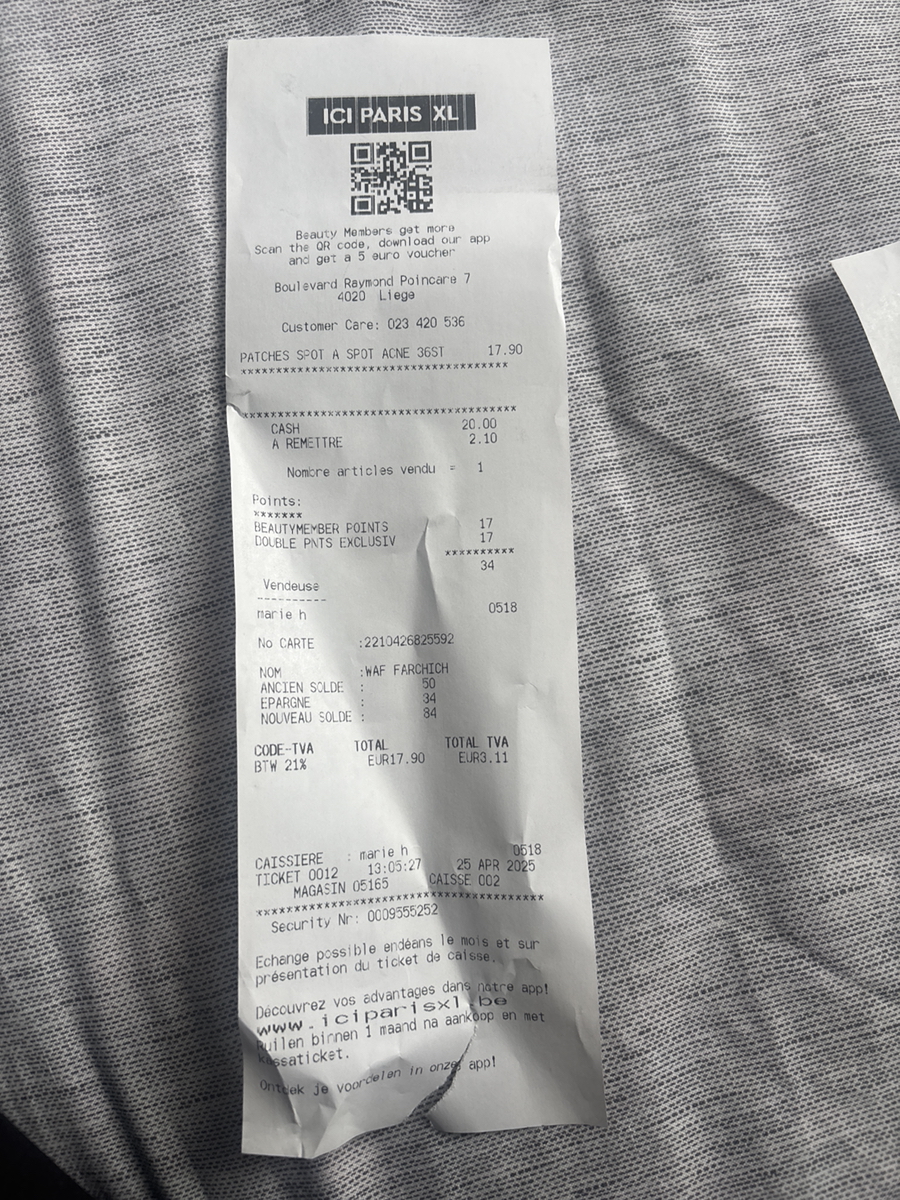 ICI PARIS XL
Beauty Members get more
Scan the QR code, download our app
and get a 5 euro voucher
Boulevard Raymond Poincare 7
4020 Liege
Customer Care: 023 420 536
PATCHES SPOT A SPOT ACNE 36ST 17.90
***********************************
***********************************
CASH 20.00
A REMETTRE 2.10
Nombre articles vendu = 1
Points:
*******
BEAUTYMEMBER POINTS 17
DOUBLE PNTS EXCLUSIV 17
**********
34
Vendeuse
----------
marie h 0518
No CARTE :2210426825592
NOM :WAF FARCHICH
ANCIEN SOLDE : 50
EPARGNE : 34
NOUVEAU SOLDE : 84
CODE-TVA TOTAL TOTAL TVA
BTW 21% EUR17.90 EUR3.11
CAISSIERE : marie h 0518
TICKET 0012 13:05:27 25 APR 2025
MAGASIN 05165 CAISSE 002
*************************************
Security Nr: 0009555252
Echange possible endéans le mois et sur
présentation du ticket de caisse.
Découvrez vos advantages dans notre app!
www.iciparisxl.be
Ruilen binnen 1 maand na aankoop en met
kassaticket.
Ontdek je voordelen in onze app!